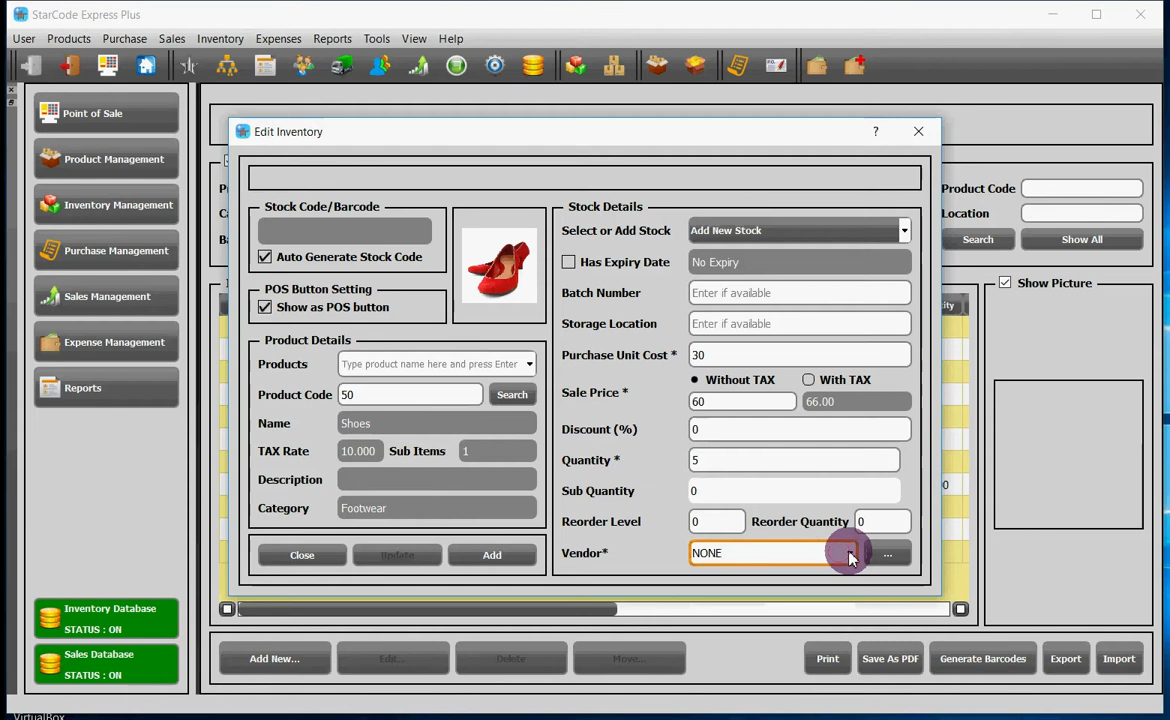 StarCode Express Plus
User Products Purchase Sales Inventory Expenses Reports Tools View Help
Point of Sale
Product Management
Inventory Management
Purchase Management
Sales Management
Expense Management
Reports
Inventory Database
STATUS : ON
Sales Database
STATUS : ON
Edit Inventory
?
Stock Code/Barcode
Auto Generate Stock Code
POS Button Setting
Show as POS button
Product Details
Products Type product name here and press Enter
Product Code 50 Search
Name Shoes
TAX Rate 10.000 Sub Items 1
Description
Category Footwear
Close Update Add
Stock Details
Select or Add Stock Add New Stock
Has Expiry Date No Expiry
Batch Number Enter if available
Storage Location Enter if available
Purchase Unit Cost * 30
Without TAX With TAX
Sale Price *
60 66.00
Discount (%) 0
Quantity * 5
Sub Quantity 0
Reorder Level 0 Reorder Quantity 0
Vendor* NONE ...
Product Code
Location
Search Show All
Show Picture
Add New... Edit... Delete Move... Print Save As PDF Generate Barcodes Export Import
VirtualBox